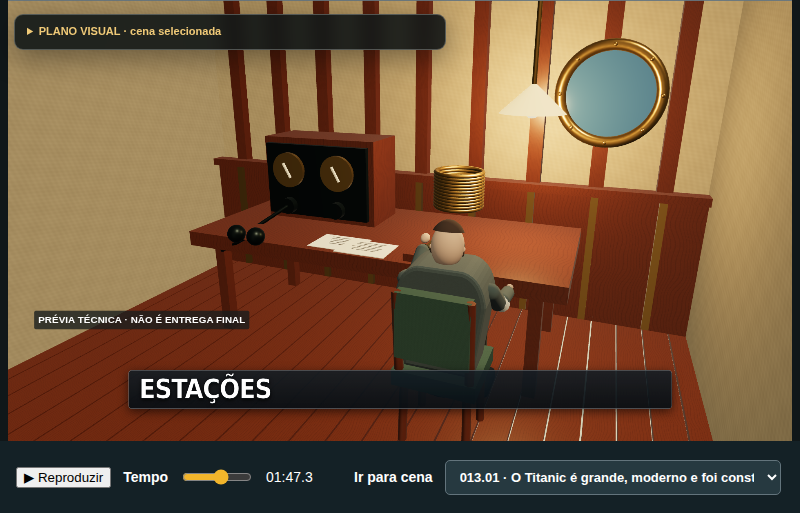 ▶ PLANO VISUAL · cena selecionada
PRÉVIA TÉCNICA · NÃO É ENTREGA FINAL
ESTAÇÕES
▶ Reproduzir Tempo 01:47.3 Ir para cena 013.01 · O Titanic é grande, moderno e foi const